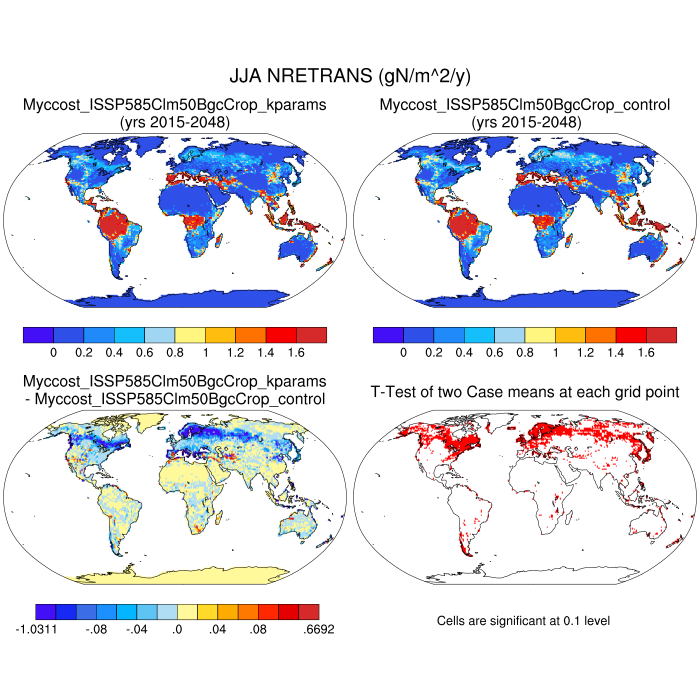 JJA NRETRANS (gN/m^2/y)
Myccost_ISSP585Clm50BgcCrop_kparams
(yrs 2015-2048)
Myccost_ISSP585Clm50BgcCrop_control
(yrs 2015-2048)
0 0.2 0.4 0.6 0.8 1 1.2 1.4 1.6
0 0.2 0.4 0.6 0.8 1 1.2 1.4 1.6
Myccost_ISSP585Clm50BgcCrop_kparams
- Myccost_ISSP585Clm50BgcCrop_control
T-Test of two Case means at each grid point
-1.0311 -.08 -.04 .0 .04 .08 .6692
Cells are significant at 0.1 level